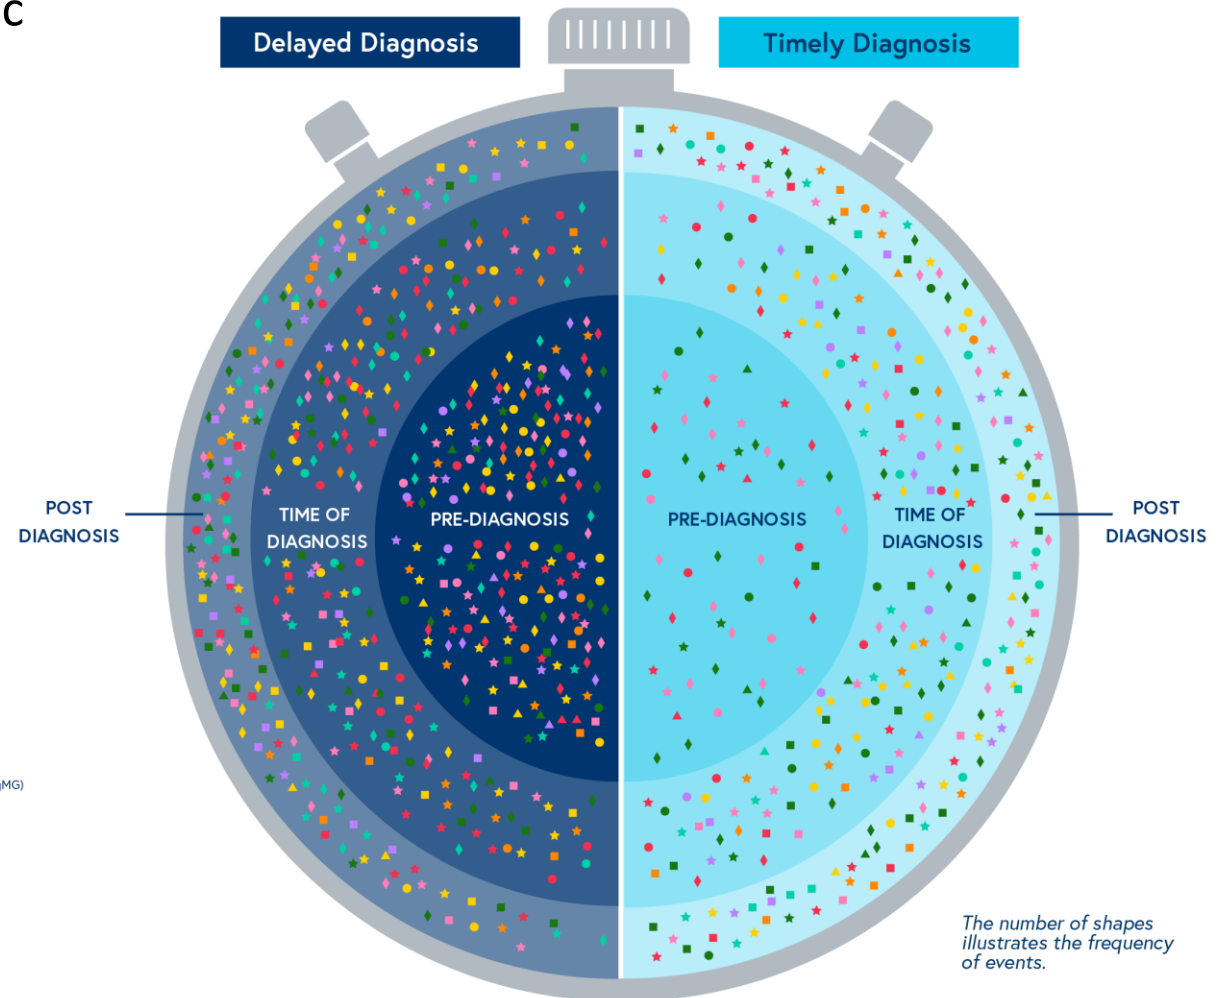 c
Delayed Diagnosis
Timely Diagnosis
POST
DIAGNOSIS
TIME OF
DIAGNOSIS
PRE-DIAGNOSIS
PRE-DIAGNOSIS
TIME OF
DIAGNOSIS
POST
DIAGNOSIS
MG)
The number of shapes
illustrates the frequency
of events.